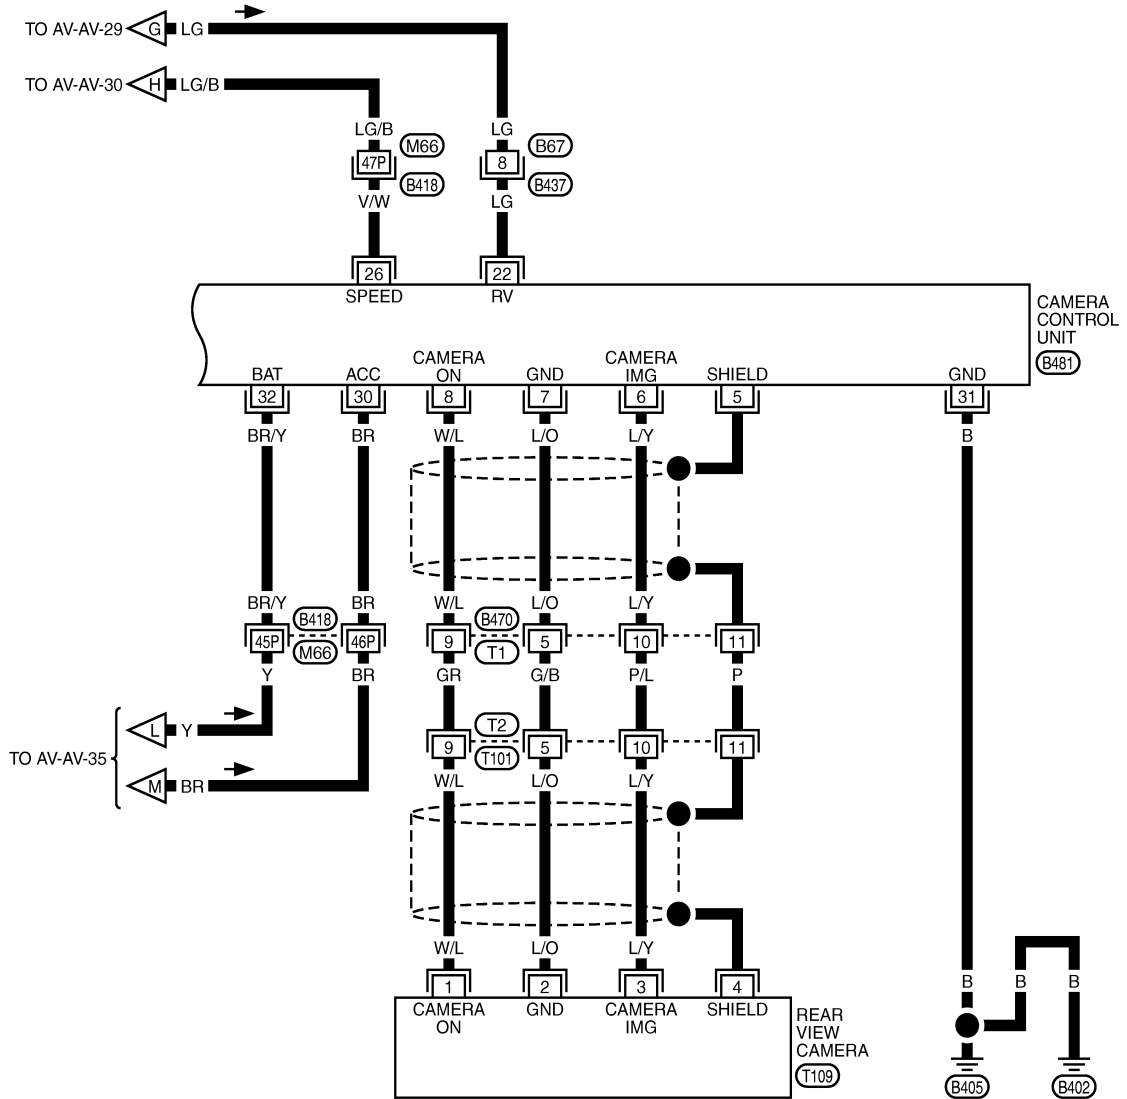 TO AV-AV-29 G LG
TO AV-AV-30 H LG/B
LG/B M66 LG B67
47P 8
B418 B437
V/W LG
26 22
SPEED RV
CAMERA
CONTROL
UNIT
B481
BAT ACC CAMERA
ON GND CAMERA
IMG SHIELD GND
32 30 8 7 6 5 31
BR/Y BR W/L L/O L/Y B
BR/Y B418 BR W/L B470 L/O L/Y
45P 46P 9 5 10 11
M66 T1
Y BR GR G/B P/L P
L Y
TO AV-AV-35
M BR
T2
9 5 10 11
T101
W/L L/O L/Y
W/L L/O L/Y
1 2 3 4
CAMERA
ON GND CAMERA
IMG SHIELD
REAR
VIEW
CAMERA
T109
B B B
B405 B402